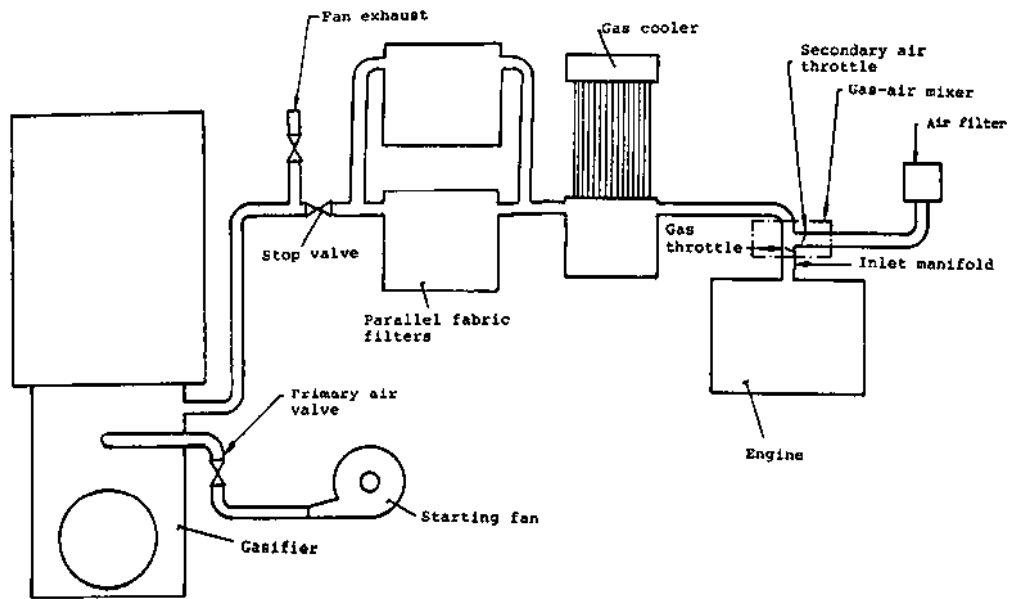 Fan exhaust
Gas cooler
Secondary air
throttle
Gas-air mixer
Air filter
Stop valve
Gas
throttle
Inlet manifold
Parallel fabric
filters
Primary air
valve
Engine
Starting fan
Gasifier